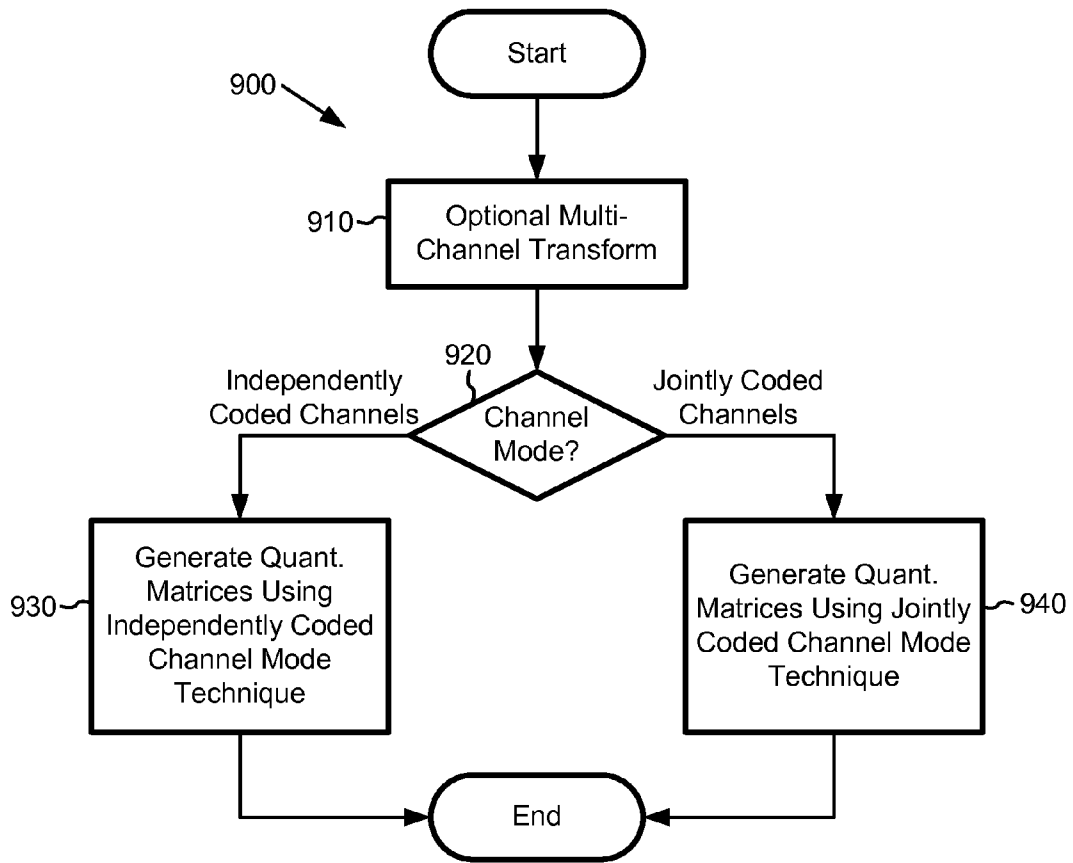 Start
900
910
Optional Multi-
Channel Transform
920
Independently
Coded Channels
Channel
Mode?
Jointly Coded
Channels
930
Generate Quant.
Matrices Using
Independently Coded
Channel Mode
Technique
Generate Quant.
Matrices Using Jointly
Coded Channel Mode
Technique
940
End